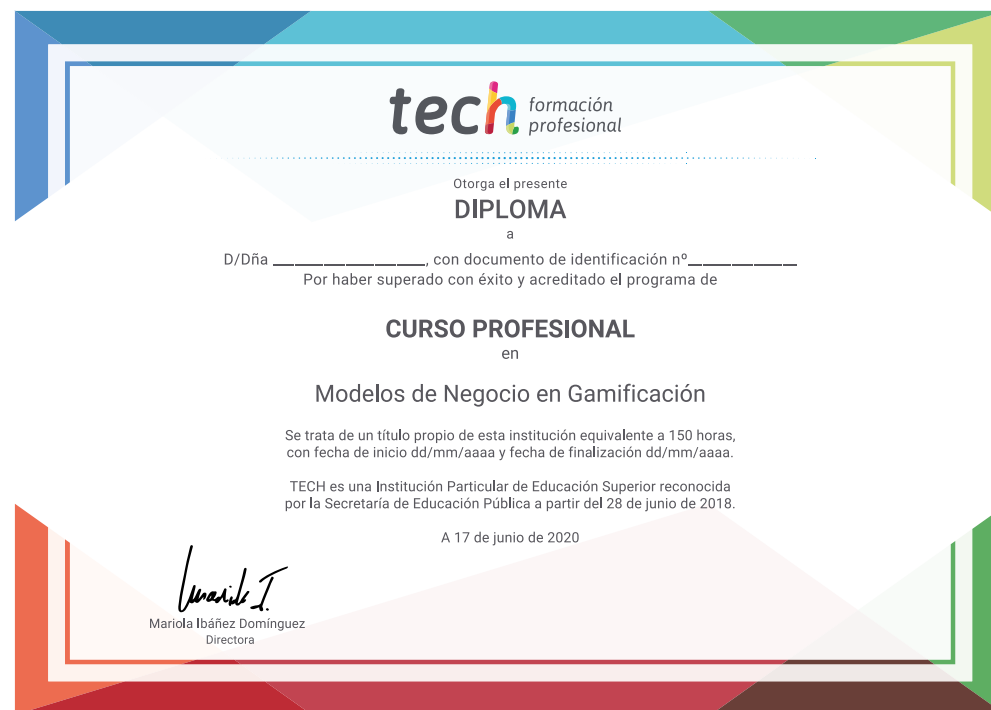 tech formación
profesional
Otorga el presente
DIPLOMA
a
D/Dña ____________________, con documento de identificación nº______________
Por haber superado con éxito y acreditado el programa de
CURSO PROFESIONAL
en
Modelos de Negocio en Gamificación
Se trata de un título propio de esta institución equivalente a 150 horas,
con fecha de inicio dd/mm/aaaa y fecha de finalización dd/mm/aaaa.
TECH es una Institución Particular de Educación Superior reconocida
por la Secretaría de Educación Pública a partir del 28 de junio de 2018.
A 17 de junio de 2020
Mariola Ibáñez Domínguez
Directora